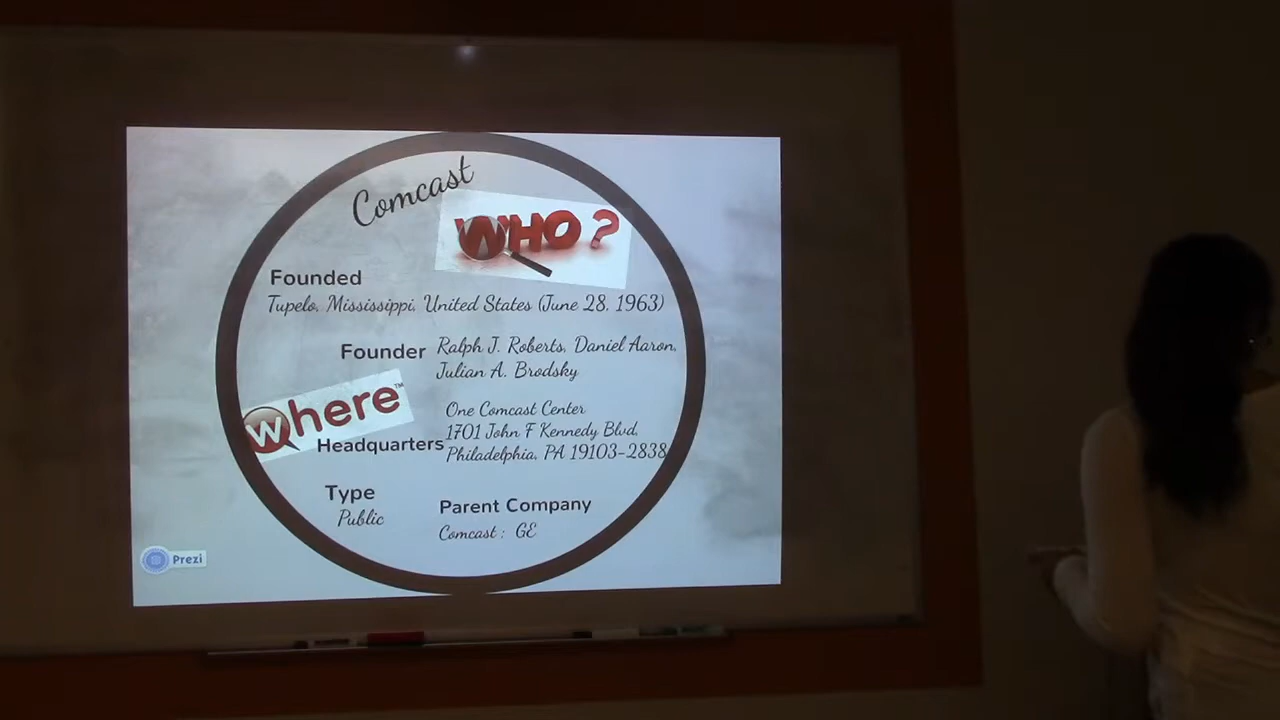 Comcast
WHO ?
Founded
Tupelo, Mississippi, United States (June 28, 1963)
Founder
Ralph J. Roberts, Daniel Aaron,
Julian A. Brodsky
where™
Headquarters
One Comcast Center
1701 John F Kennedy Blvd,
Philadelphia, PA 19103-2838
Type
Public
Parent Company
Comcast : GE
Prezi